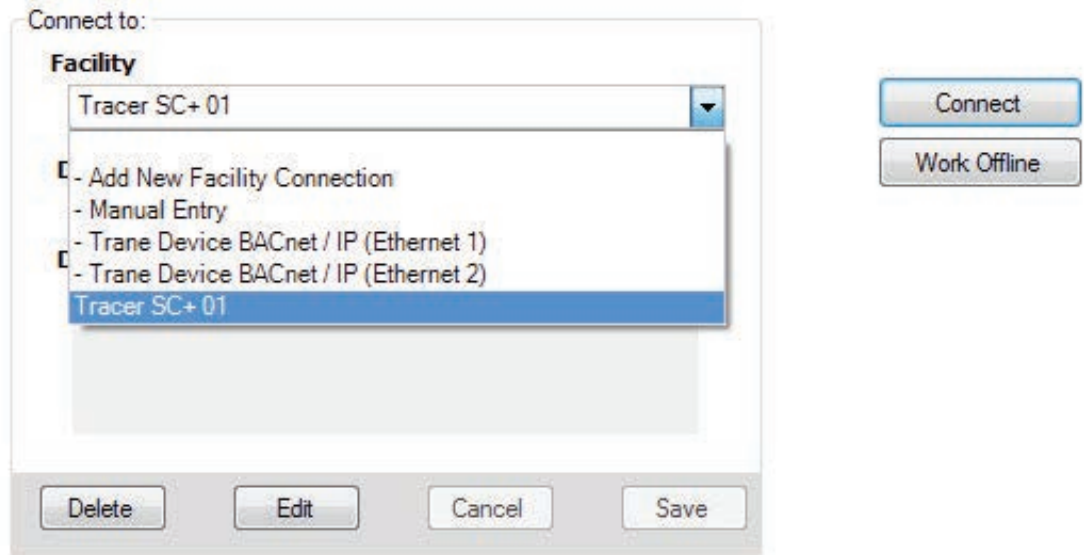 Connect to:
Facility
Tracer SC+ 01
Connect
- Add New Facility Connection
Work Offline
- Manual Entry
- Trane Device BACnet / IP (Ethernet 1)
- Trane Device BACnet / IP (Ethernet 2)
Tracer SC+ 01
Delete
Edit
Cancel
Save